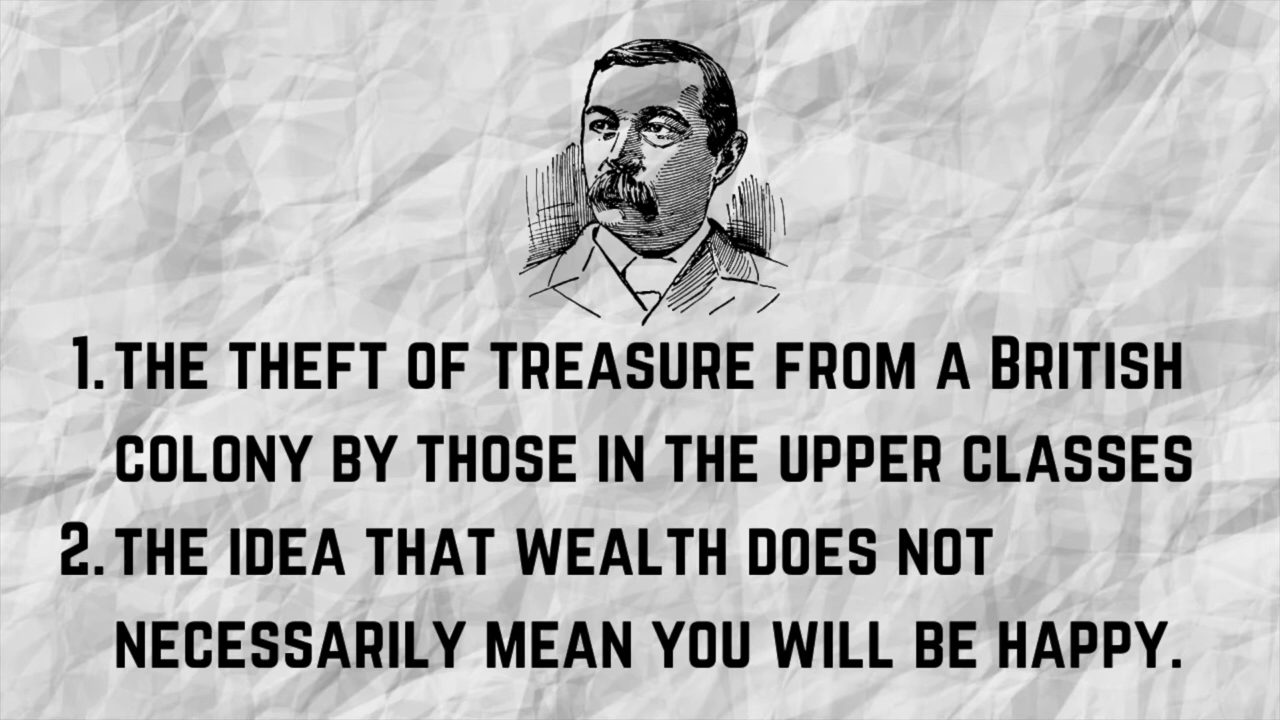 1. THE THEFT OF TREASURE FROM A BRITISH
COLONY BY THOSE IN THE UPPER CLASSES
2. THE IDEA THAT WEALTH DOES NOT
NECESSARILY MEAN YOU WILL BE HAPPY.